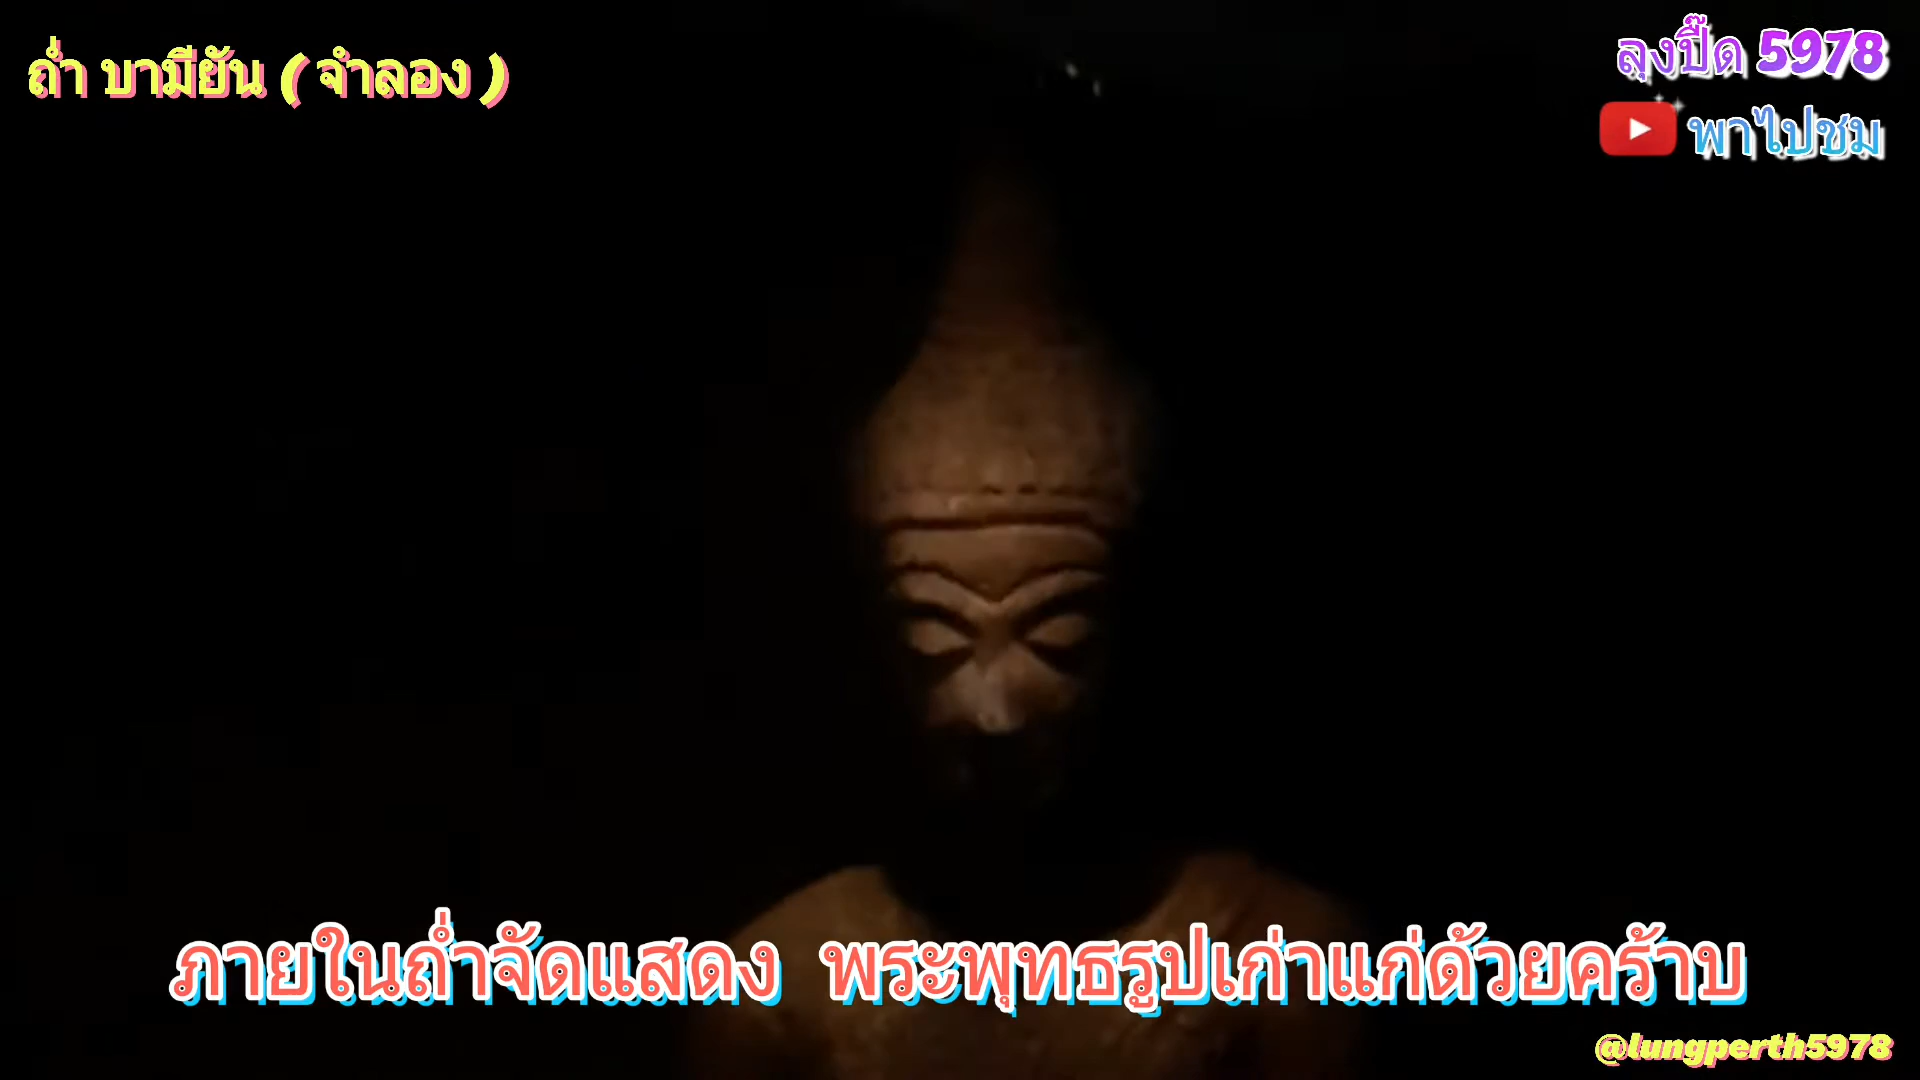 ถ่ำ บามียัน ( จำลอง )
ลุงปื๊ด 5978
พาไปชม
ภายในถ่ำจัดแสดง พระพุทธรูปเก่าแก่ด้วยคร้าบ
@lungperth5978